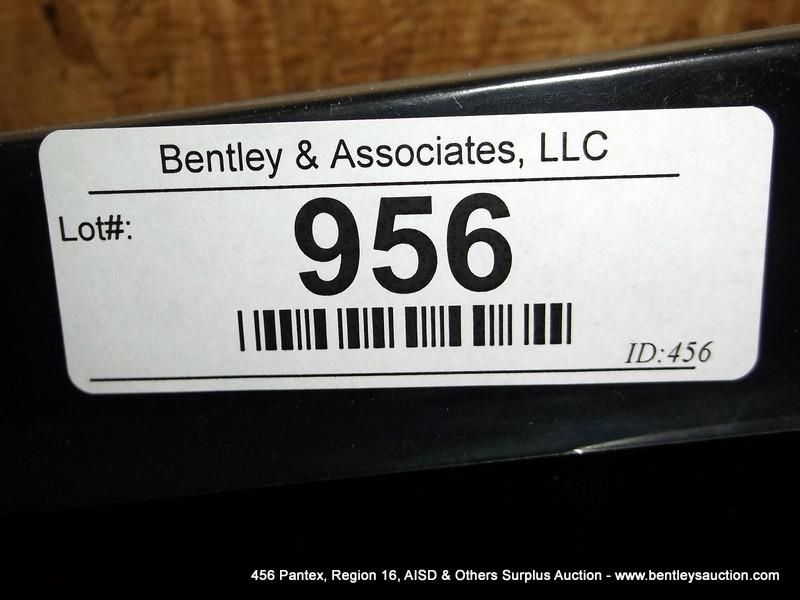 Bentley & Associates, LLC
Lot#:
956
ID:456
456 Pantex, Region 16, AISD & Others Surplus Auction - www.bentleysauction.com